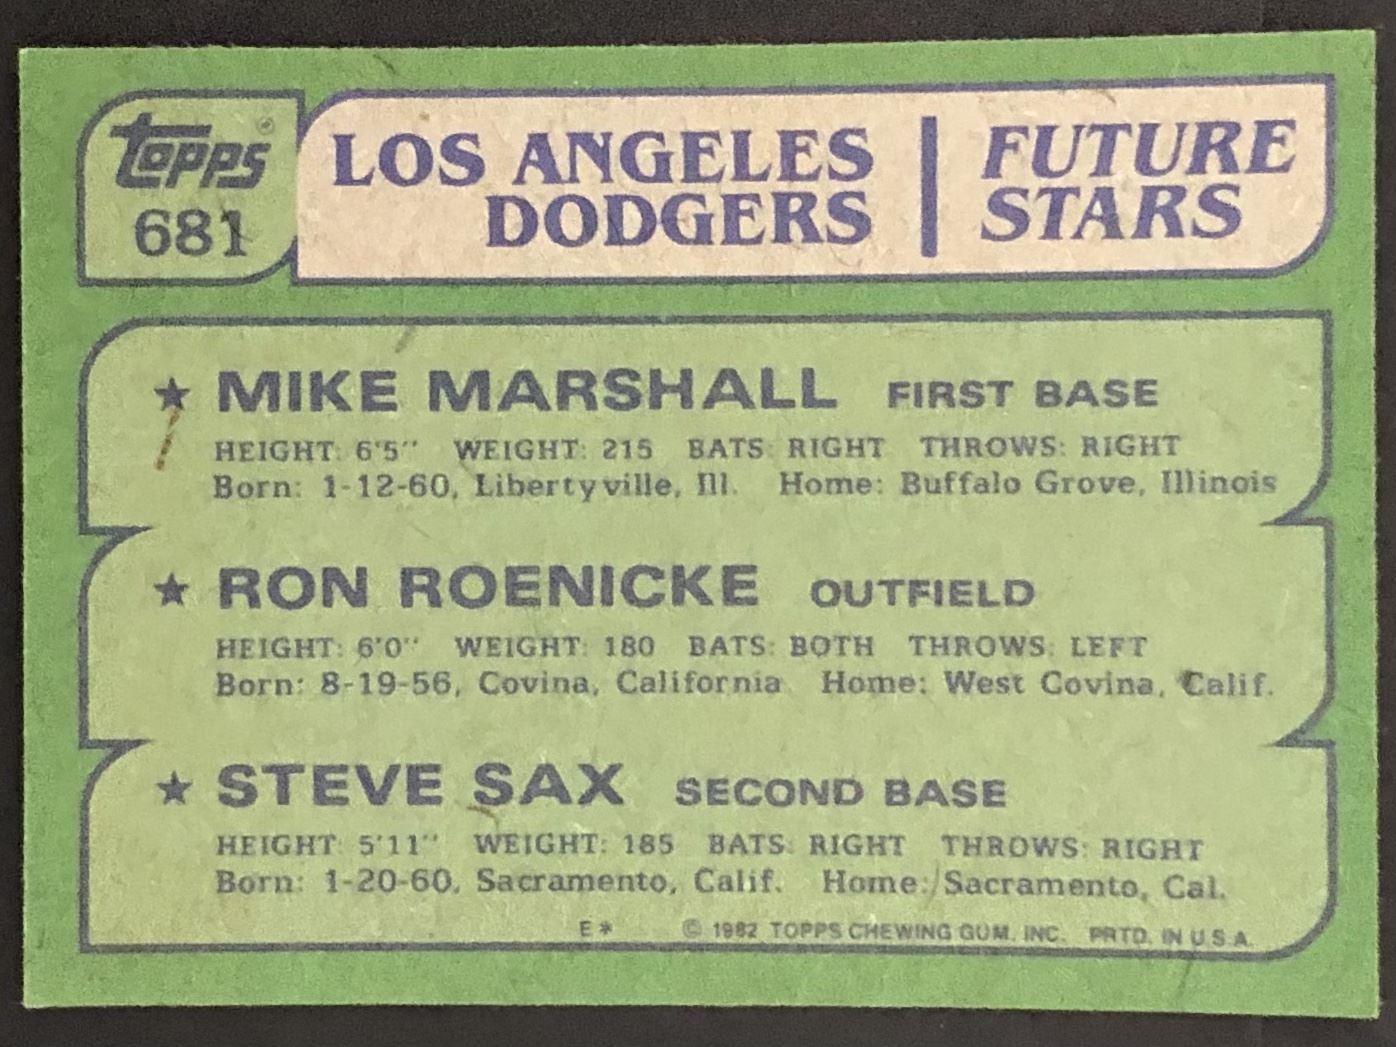 topps®
681
LOS ANGELES
DODGERS
FUTURE
STARS
★ MIKE MARSHALL FIRST BASE
HEIGHT: 6'5" WEIGHT: 215 BATS: RIGHT THROWS: RIGHT
Born: 1-12-60, Libertyville, Ill. Home: Buffalo Grove, Illinois
★ RON ROENICKE OUTFIELD
HEIGHT: 6'0" WEIGHT: 180 BATS: BOTH THROWS: LEFT
Born: 8-19-56, Covina, California Home: West Covina, Calif.
★ STEVE SAX SECOND BASE
HEIGHT: 5'11" WEIGHT: 185 BATS: RIGHT THROWS: RIGHT
Born: 1-20-60, Sacramento, Calif. Home: Sacramento, Cal.
E* © 1982 TOPPS CHEWING GUM, INC. PRTD. IN U.S.A.